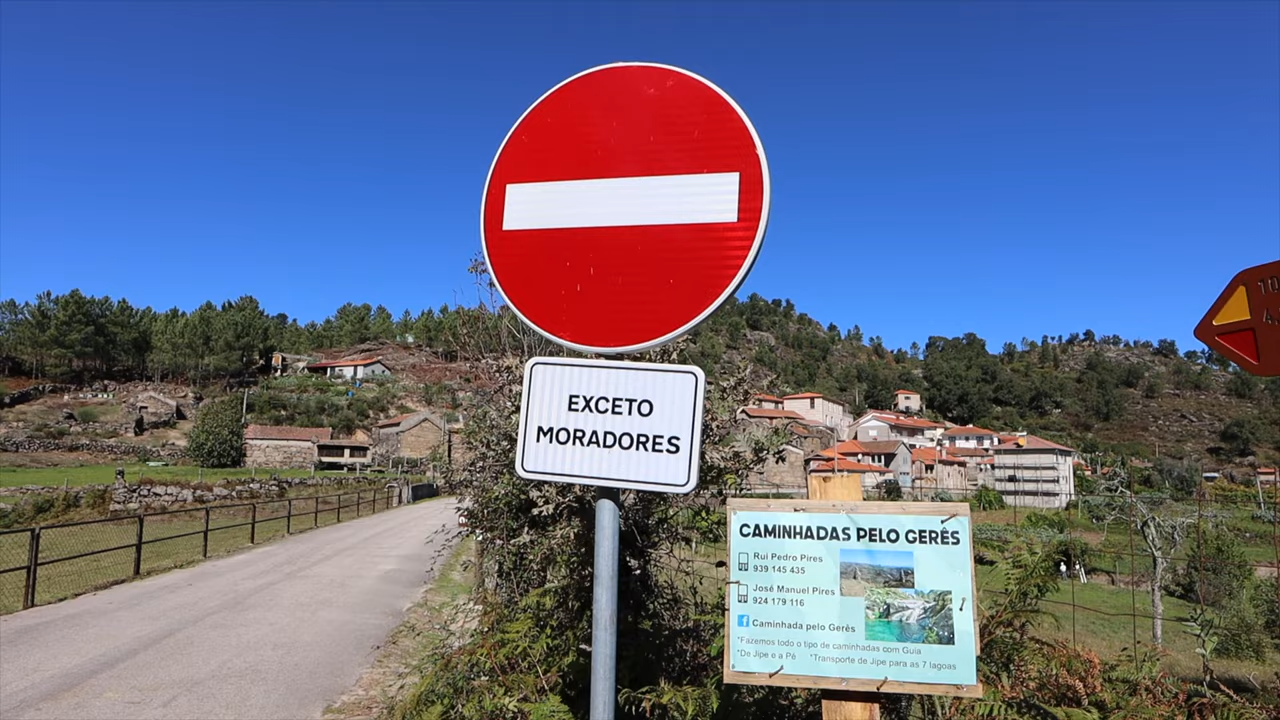 EXCETO
MORADORES
CAMINHADAS PELO GERÊS
Rui Pedro Pires
939 145 435
José Manuel Pires
924 179 116
Caminhada pelo Gerês
*Fazemos todo o tipo de caminhadas com Guia
*De Jipe e a Pé *Transporte de Jipe para as 7 lagoas